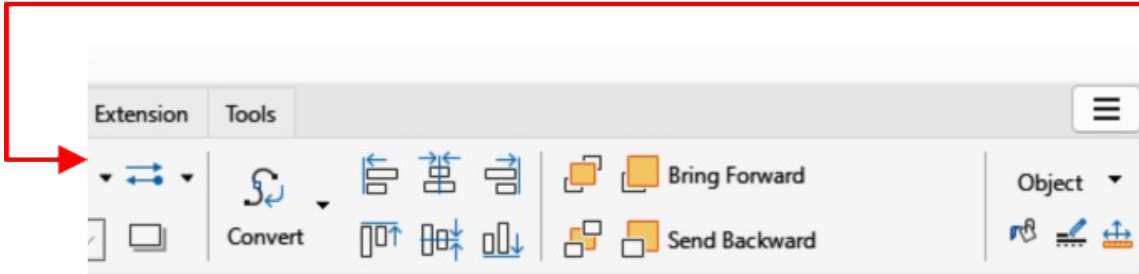 Extension Tools
Bring Forward
Object
Convert
Send Backward